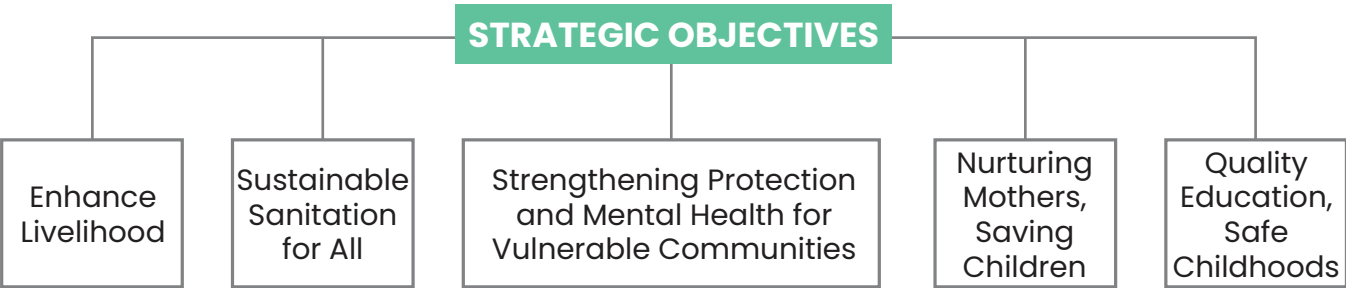 STRATEGIC OBJECTIVES
Enhance
Livelihood
Sustainable
Sanitation
for All
Strengthening Protection
and Mental Health for
Vulnerable Communities
Nurturing
Mothers,
Saving
Children
Quality
Education,
Safe
Childhoods